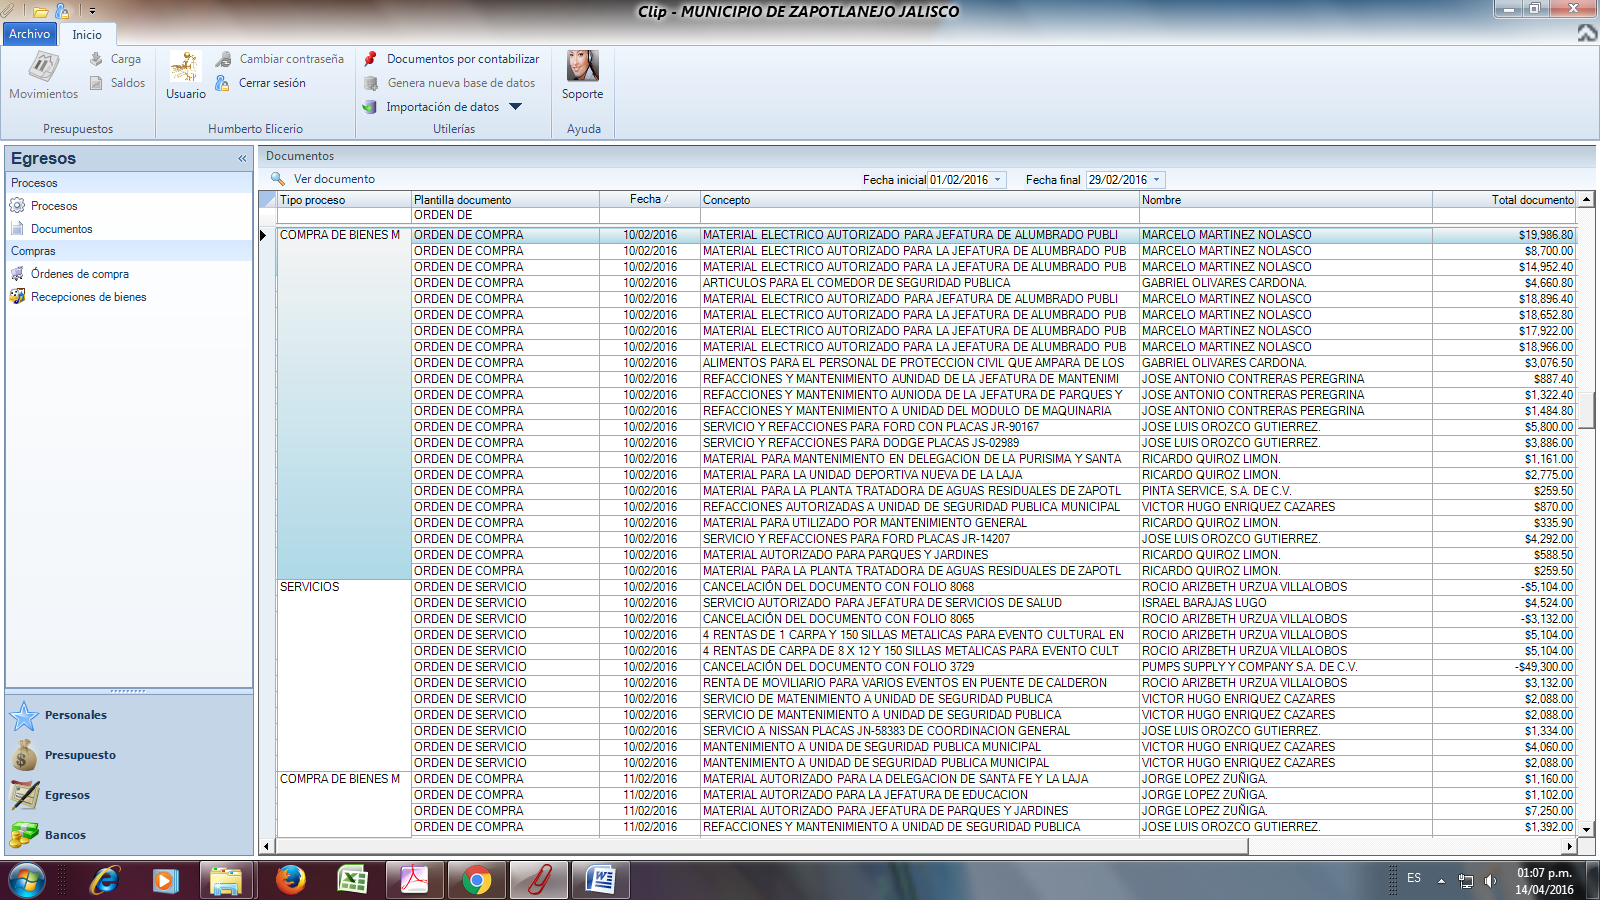 Clip - MUNICIPIO DE ZAPOTLANEJO JALISCO
Archivo Inicio
Movimientos Carga Saldos
Presupuestos
Usuario Cambiar contraseña Cerrar sesión
Humberto Elicerio
Documentos por contabilizar
Genera nueva base de datos
Importación de datos
Utilerías
Soporte
Ayuda
Egresos «
Procesos
Procesos
Documentos
Compras
Órdenes de compra
Recepciones de bienes
Personales
Presupuesto
Egresos
Bancos
Documentos
Ver documento Fecha inicial 01/02/2016 Fecha final 29/02/2016
Tipo proceso Plantilla documento Fecha Concepto Nombre Total documento
ORDEN DE
COMPRA DE BIENES M ORDEN DE COMPRA 10/02/2016 MATERIAL ELECTRICO AUTORIZADO PARA JEFATURA DE ALUMBRADO PUBLI MARCELO MARTINEZ NOLASCO $19,986.80
ORDEN DE COMPRA 10/02/2016 MATERIAL ELECTRICO AUTORIZADO PARA LA JEFATURA DE ALUMBRADO PUB MARCELO MARTINEZ NOLASCO $8,700.00
ORDEN DE COMPRA 10/02/2016 MATERIAL ELECTRICO AUTORIZADO PARA LA JEFATURA DE ALUMBRADO PUB MARCELO MARTINEZ NOLASCO $14,952.40
ORDEN DE COMPRA 10/02/2016 ARTICULOS PARA EL COMEDOR DE SEGURIDAD PUBLICA GABRIEL OLIVARES CARDONA. $4,660.80
ORDEN DE COMPRA 10/02/2016 MATERIAL ELECTRICO AUTORIZADO PARA JEFATURA DE ALUMBRADO PUBLI MARCELO MARTINEZ NOLASCO $18,896.40
ORDEN DE COMPRA 10/02/2016 MATERIAL ELECTRICO AUTORIZADO PARA LA JEFATURA DE ALUMBRADO PUB MARCELO MARTINEZ NOLASCO $18,652.80
ORDEN DE COMPRA 10/02/2016 MATERIAL ELECTRICO AUTORIZADO PARA LA JEFATURA DE ALUMBRADO PUB MARCELO MARTINEZ NOLASCO $17,922.00
ORDEN DE COMPRA 10/02/2016 MATERIAL ELECTRICO AUTORIZADO PARA LA JEFATURA DE ALUMBRADO PUB MARCELO MARTINEZ NOLASCO $18,966.00
ORDEN DE COMPRA 10/02/2016 ALIMENTOS PARA EL PERSONAL DE PROTECCION CIVIL QUE AMPARA DE LOS GABRIEL OLIVARES CARDONA. $3,076.50
ORDEN DE COMPRA 10/02/2016 REFACCIONES Y MANTENIMIENTO AUNIDAD DE LA JEFATURA DE MANTENIMI JOSE ANTONIO CONTRERAS PEREGRINA $887.40
ORDEN DE COMPRA 10/02/2016 REFACCIONES Y MANTENIMIENTO AUNIODA DE LA JEFATURA DE PARQUES Y JOSE ANTONIO CONTRERAS PEREGRINA $1,322.40
ORDEN DE COMPRA 10/02/2016 REFACCIONES Y MANTENIMIENTO A UNIDAD DEL MODULO DE MAQUINARIA JOSE ANTONIO CONTRERAS PEREGRINA $1,484.80
ORDEN DE COMPRA 10/02/2016 SERVICIO Y REFACCIONES PARA FORD CON PLACAS JR-90167 JOSE LUIS OROZCO GUTIERREZ. $5,800.00
ORDEN DE COMPRA 10/02/2016 SERVICIO Y REFACCIONES PARA DODGE PLACAS JS-02989 JOSE LUIS OROZCO GUTIERREZ. $3,886.00
ORDEN DE COMPRA 10/02/2016 MATERIAL PARA MANTENIMIENTO EN DELEGACION DE LA PURISIMA Y SANTA RICARDO QUIROZ LIMON. $1,161.00
ORDEN DE COMPRA 10/02/2016 MATERIAL PARA LA UNIDAD DEPORTIVA NUEVA DE LA LAJA RICARDO QUIROZ LIMON. $2,775.00
ORDEN DE COMPRA 10/02/2016 MATERIAL PARA LA PLANTA TRATADORA DE AGUAS RESIDUALES DE ZAPOTL PINTA SERVICE, S.A. DE C.V. $259.50
ORDEN DE COMPRA 10/02/2016 REFACCIONES AUTORIZADAS A UNIDAD DE SEGURIDAD PUBLICA MUNICIPAL VICTOR HUGO ENRIQUEZ CAZARES $870.00
ORDEN DE COMPRA 10/02/2016 MATERIAL PARA UTILIZADO POR MANTENIMIENTO GENERAL RICARDO QUIROZ LIMON. $335.90
ORDEN DE COMPRA 10/02/2016 SERVICIO Y REFACCIONES PARA FORD PLACAS JR-14207 JOSE LUIS OROZCO GUTIERREZ. $4,292.00
ORDEN DE COMPRA 10/02/2016 MATERIAL AUTORIZADO PARA PARQUES Y JARDINES RICARDO QUIROZ LIMON. $588.50
ORDEN DE COMPRA 10/02/2016 MATERIAL PARA LA PLANTA TRATADORA DE AGUAS RESIDUALES DE ZAPOTL RICARDO QUIROZ LIMON. $259.50
SERVICIOS ORDEN DE SERVICIO 10/02/2016 CANCELACIÓN DEL DOCUMENTO CON FOLIO 8068 ROCIO ARIZBETH URZUA VILLALOBOS -$5,104.00
ORDEN DE SERVICIO 10/02/2016 SERVICIO AUTORIZADO PARA JEFATURA DE SERVICIOS DE SALUD ISRAEL BARAJAS LUGO $4,524.00
ORDEN DE SERVICIO 10/02/2016 CANCELACIÓN DEL DOCUMENTO CON FOLIO 8065 ROCIO ARIZBETH URZUA VILLALOBOS -$3,132.00
ORDEN DE SERVICIO 10/02/2016 4 RENTAS DE 1 CARPA Y 150 SILLAS METALICAS PARA EVENTO CULTURAL EN ROCIO ARIZBETH URZUA VILLALOBOS $5,104.00
ORDEN DE SERVICIO 10/02/2016 4 RENTAS DE CARPA DE 8 X 12 Y 150 SILLAS METALICAS PARA EVENTO CULT ROCIO ARIZBETH URZUA VILLALOBOS $5,104.00
ORDEN DE SERVICIO 10/02/2016 CANCELACIÓN DEL DOCUMENTO CON FOLIO 3729 PUMPS SUPPLY Y COMPANY S.A. DE C.V. -$49,300.00
ORDEN DE SERVICIO 10/02/2016 RENTA DE MOVILIARIO PARA VARIOS EVENTOS EN PUENTE DE CALDERON ROCIO ARIZBETH URZUA VILLALOBOS $3,132.00
ORDEN DE SERVICIO 10/02/2016 SERVICIO DE MATENIMIENTO A UNIDAD DE SEGURIDAD PUBLICA VICTOR HUGO ENRIQUEZ CAZARES $2,088.00
ORDEN DE SERVICIO 10/02/2016 SERVICIO DE MANTENIMIENTO A UNIDAD DE SEGURIDAD PUBLICA VICTOR HUGO ENRIQUEZ CAZARES $2,088.00
ORDEN DE SERVICIO 10/02/2016 SERVICIO A NISSAN PLACAS JN-58383 DE COORDINACION GENERAL JOSE LUIS OROZCO GUTIERREZ. $1,334.00
ORDEN DE SERVICIO 10/02/2016 MANTENIMIENTO A UNIDA DE SEGURIDAD PUBLICA MUNICIPAL VICTOR HUGO ENRIQUEZ CAZARES $4,060.00
ORDEN DE SERVICIO 10/02/2016 MANTENIMIENTO A UNIDAD DE SEGURIDAD PUBLICA MUNICIPAL VICTOR HUGO ENRIQUEZ CAZARES $2,088.00
COMPRA DE BIENES M ORDEN DE COMPRA 11/02/2016 MATERIAL AUTORIZADO PARA LA DELEGACION DE SANTA FE Y LA LAJA JORGE LOPEZ ZUÑIGA. $1,160.00
ORDEN DE COMPRA 11/02/2016 MATERIAL AUTORIZADO PARA LA JEFATURA DE EDUCACION JORGE LOPEZ ZUÑIGA. $1,102.00
ORDEN DE COMPRA 11/02/2016 MATERIAL AUTORIZADO PARA JEFATURA DE PARQUES Y JARDINES JORGE LOPEZ ZUÑIGA. $7,250.00
ORDEN DE COMPRA 11/02/2016 REFACCIONES Y MANTENIMIENTO A UNIDAD DE SEGURIDAD PUBLICA JOSE LUIS OROZCO GUTIERREZ. $1,392.00
ES 01:07 p.m.
14/04/2016